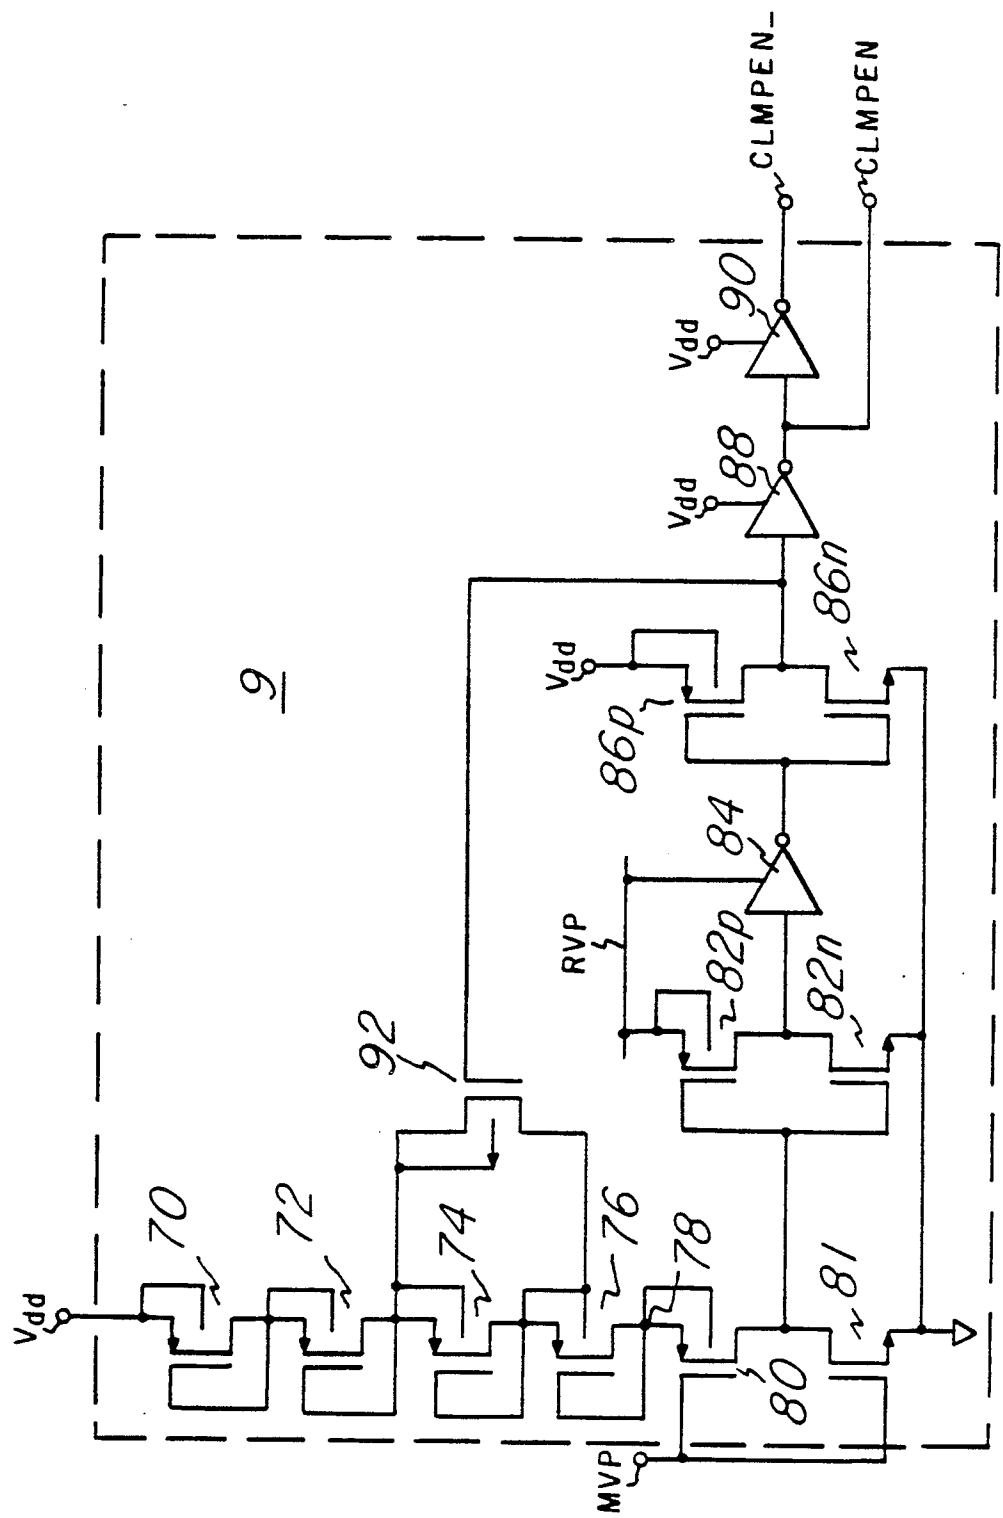 9
Vdd
70
72
74
76
78
80
81
MVP
92
RVP
82p
82n
84
Vdd
86p
86n
Vdd
88
Vdd
90
CLMPEN_
CLMPEN